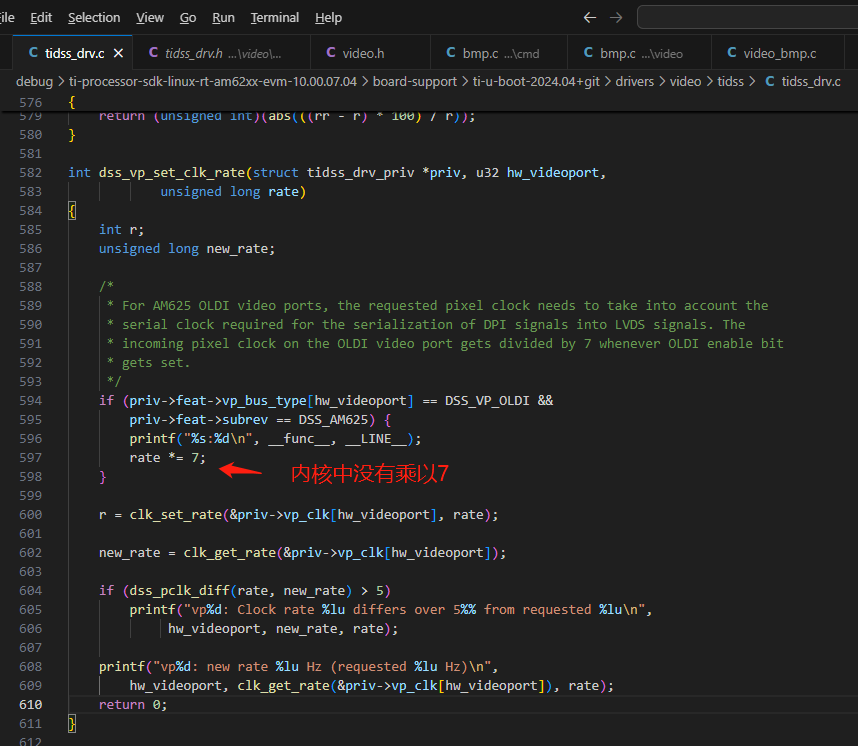 ile Edit Selection View Go Run Terminal Help
C tidss_drv.c × C tidss_drv.h ...\video\... C video.h C bmp.c ...\cmd C bmp.c ...\video C video_bmp.c
debug > ti-processor-sdk-linux-rt-am62xx-evm-10.00.07.04 > board-support > ti-u-boot-2024.04+git > drivers > video > tidss > C tidss_drv.c
576 {
579 return (unsigned int)(abs(((rr - r) * 100) / r));
580 }
581
582 int dss_vp_set_clk_rate(struct tidss_drv_priv *priv, u32 hw_videoport,
583 unsigned long rate)
584 {
585 int r;
586 unsigned long new_rate;
587
588 /*
589 * For AM625 OLDI video ports, the requested pixel clock needs to take into account the
590 * serial clock required for the serialization of DPI signals into LVDS signals. The
591 * incoming pixel clock on the OLDI video port gets divided by 7 whenever OLDI enable bit
592 * gets set.
593 */
594 if (priv->feat->vp_bus_type[hw_videoport] == DSS_VP_OLDI &&
595 priv->feat->subrev == DSS_AM625) {
596 printf("%s:%d\n", __func__, __LINE__);
597 rate *= 7;
内核中没有乘以7
598 }
599
600 r = clk_set_rate(&priv->vp_clk[hw_videoport], rate);
601
602 new_rate = clk_get_rate(&priv->vp_clk[hw_videoport]);
603
604 if (dss_pclk_diff(rate, new_rate) > 5)
605 printf("vp%d: Clock rate %lu differs over 5%% from requested %lu\n",
606 hw_videoport, new_rate, rate);
607
608 printf("vp%d: new rate %lu Hz (requested %lu Hz)\n",
609 hw_videoport, clk_get_rate(&priv->vp_clk[hw_videoport]), rate);
610 return 0;
611 }
612